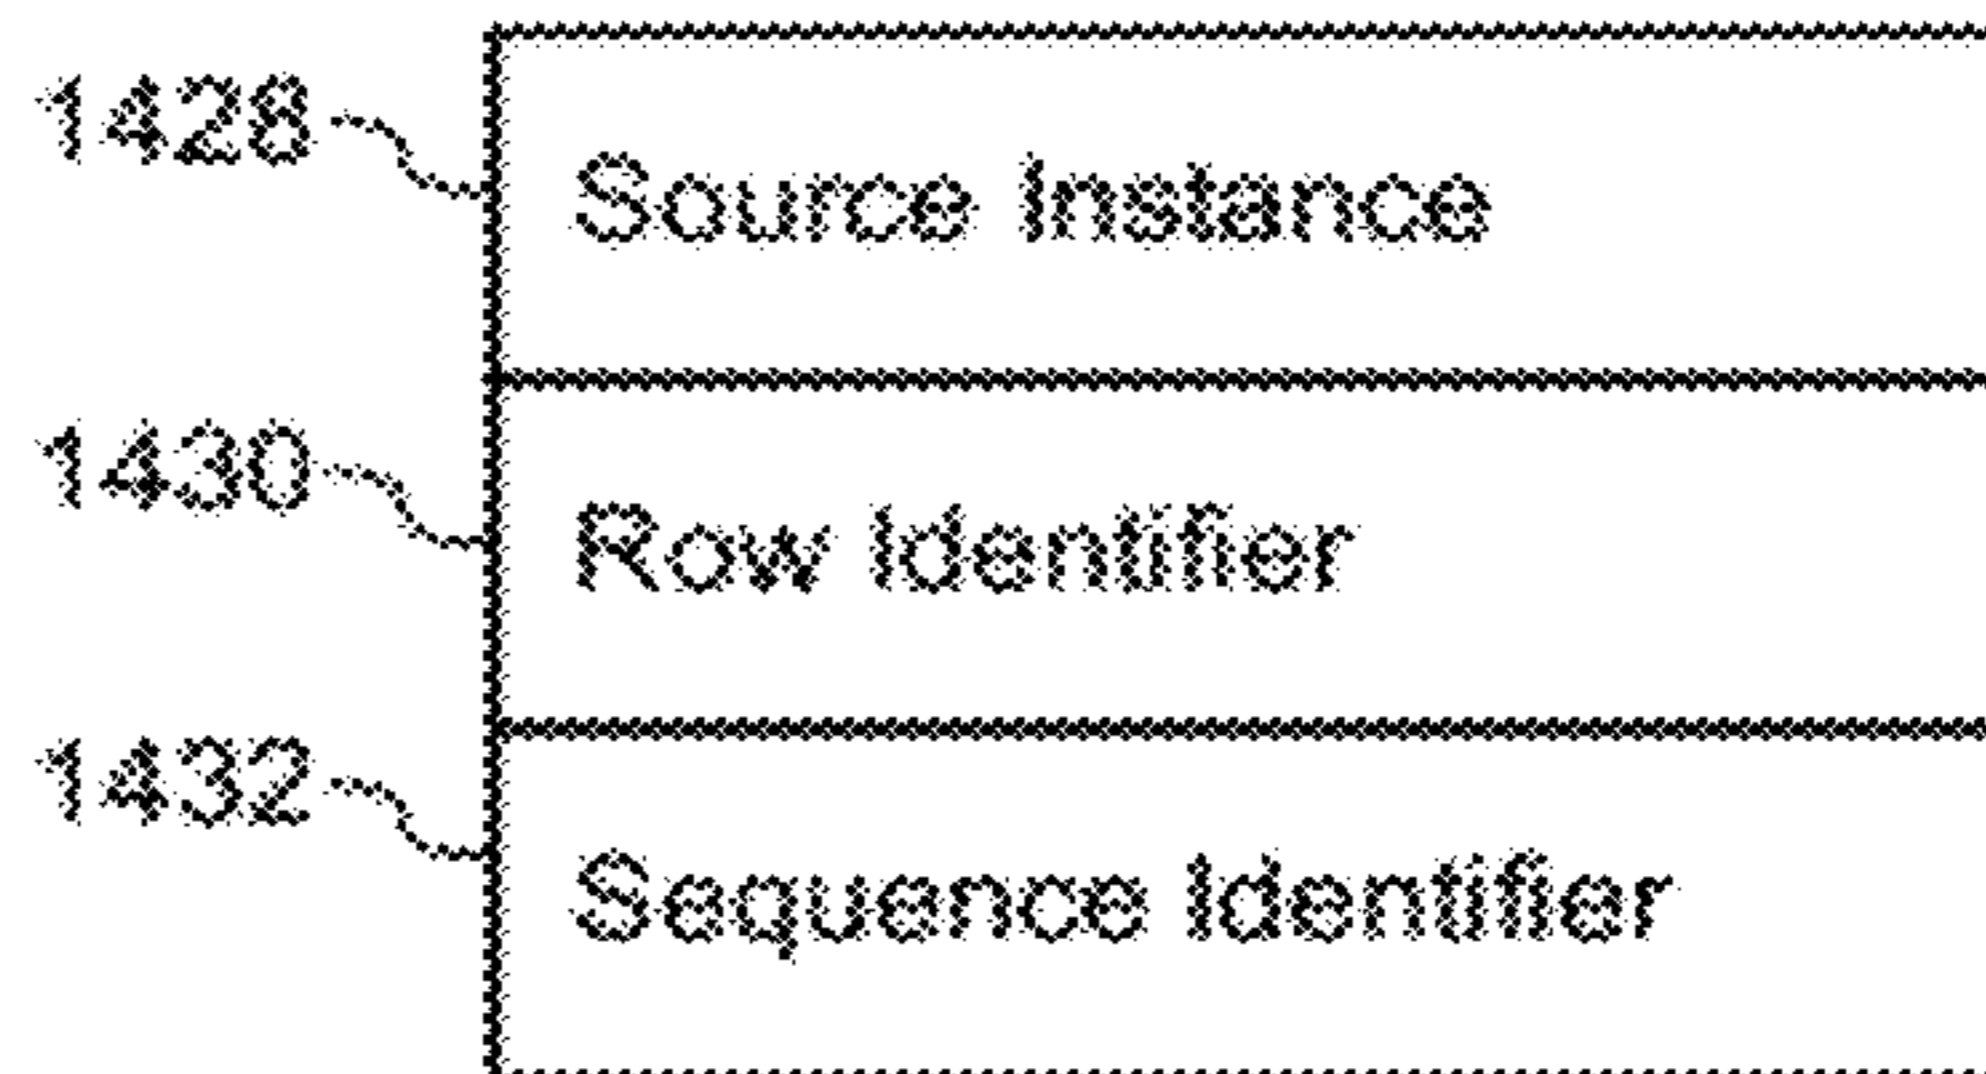 1428
Source Instance
1430
Row Identifier
1432
Sequence Identifier